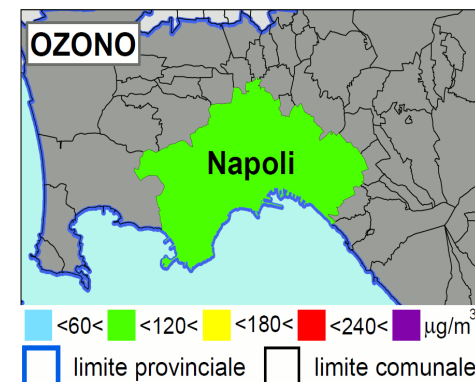 OZONO
Napoli
<60< <120< <180< <240< µg/m³
limite provinciale limite comunale